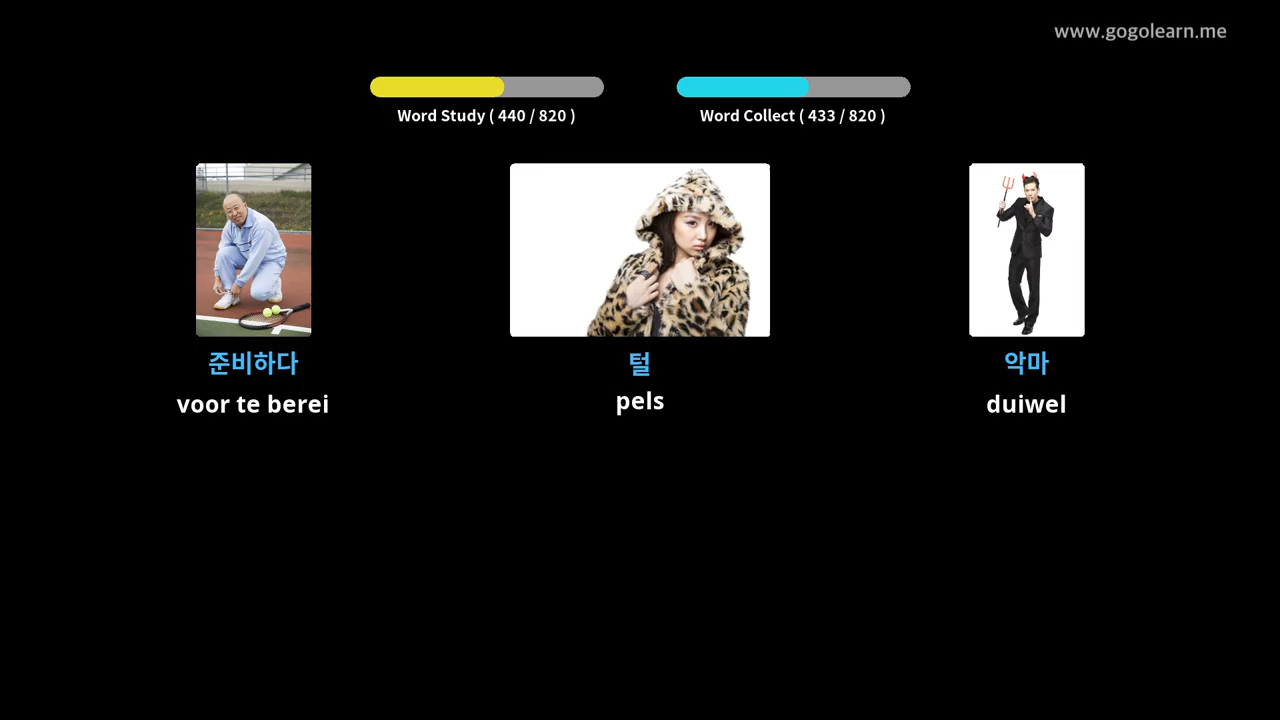 www.gogolearn.me
Word Study ( 440 / 820 )
Word Collect ( 433 / 820 )
준비하다
털
악마
voor te berei
pels
duiwel